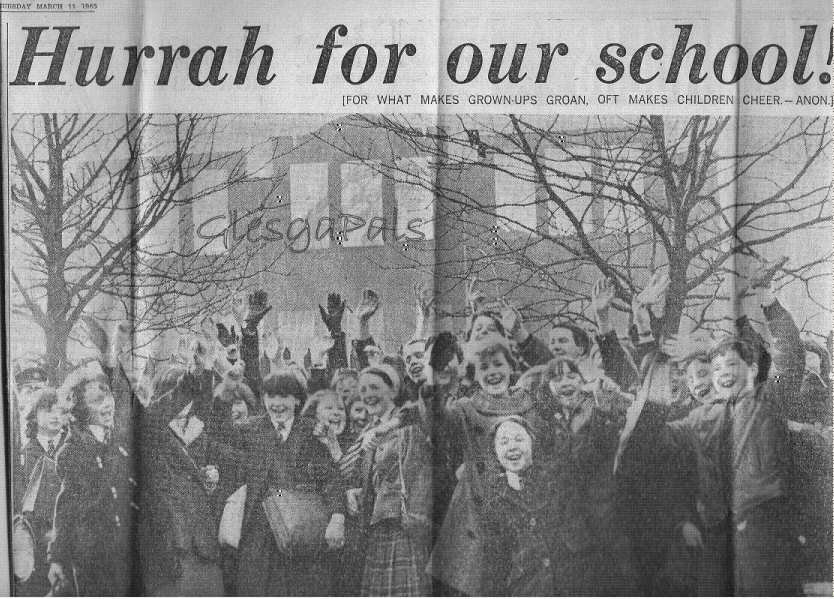 THURSDAY MARCH 11 1965
Hurrah for our school!
[FOR WHAT MAKES GROWN-UPS GROAN, OFT MAKES CHILDREN CHEER.—ANON.]
GlesgaPals